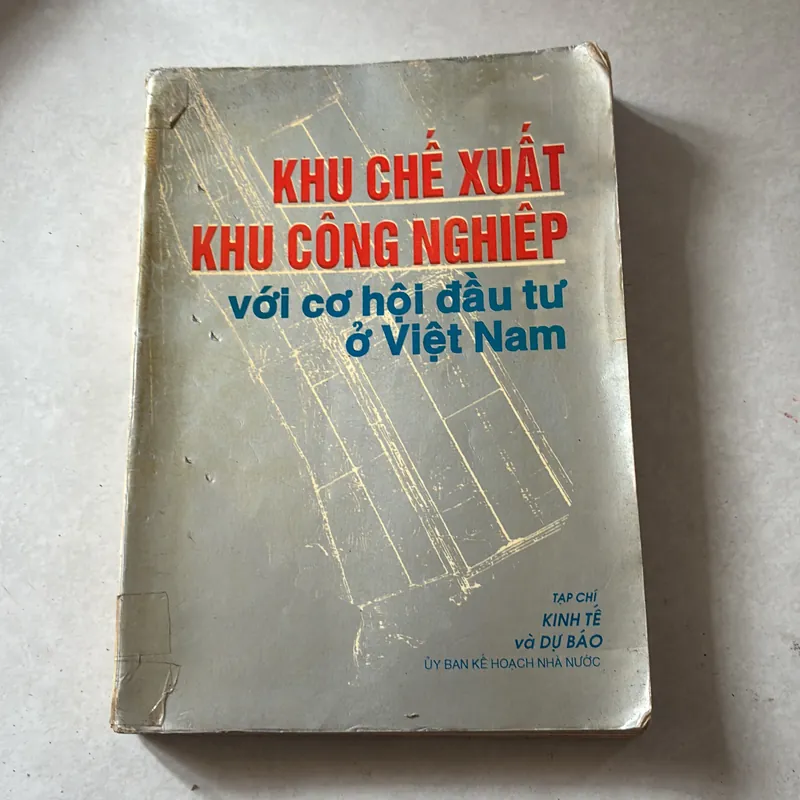 KHU CHẾ XUẤT
KHU CÔNG NGHIỆP
với cơ hội đầu tư
ở Việt Nam
TẠP CHÍ
KINH TẾ
và DỰ BÁO
ỦY BAN KẾ HOẠCH NHÀ NƯỚC